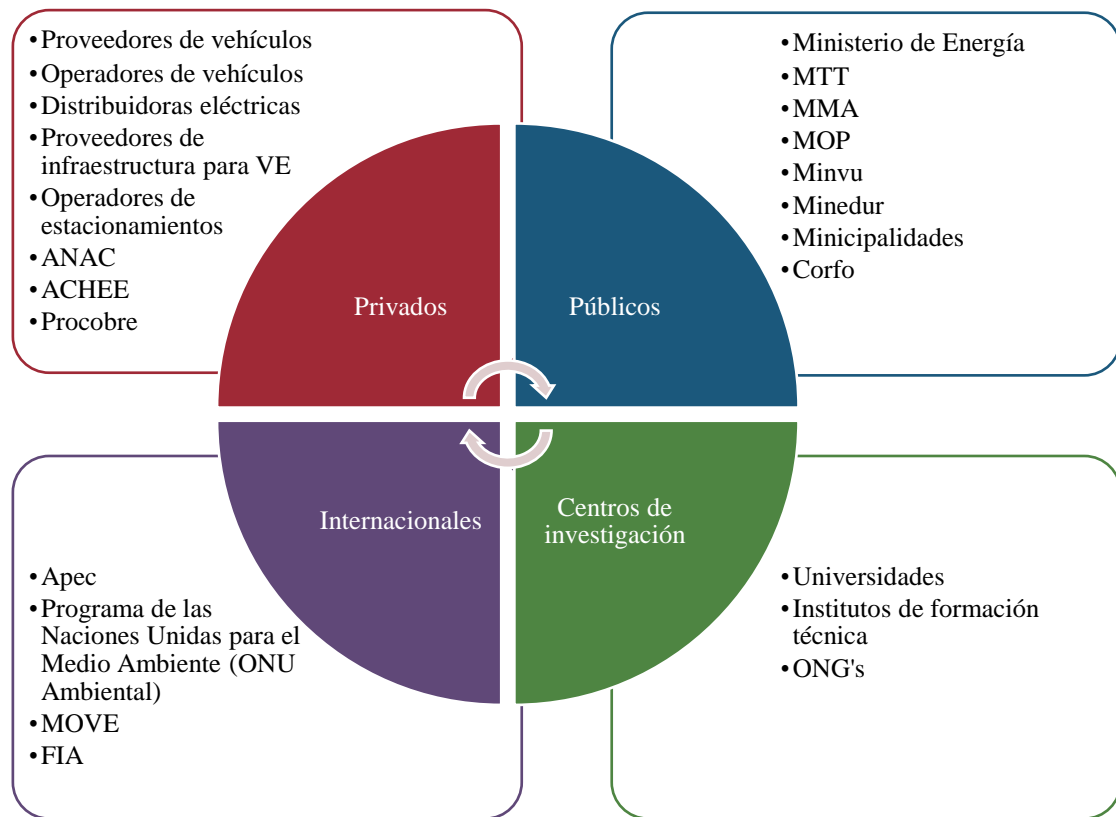 •Proveedores de vehículos
•Operadores de vehículos
•Distribuidoras eléctricas
•Proveedores de
infraestructura para VE
•Operadores de
estacionamientos
•ANAC
•ACHEE
•Procobre
•Ministerio de Energía
•MTT
•MMA
•MOP
•Minvu
•Minedur
•Minicipalidades
•Corfo
Privados
Públicos
Internacionales
Centros de
investigación
•Apec
•Programa de las
Naciones Unidas para el
Medio Ambiente (ONU
Ambiental)
•MOVE
•FIA
•Universidades
•Institutos de formación
técnica
•ONG's